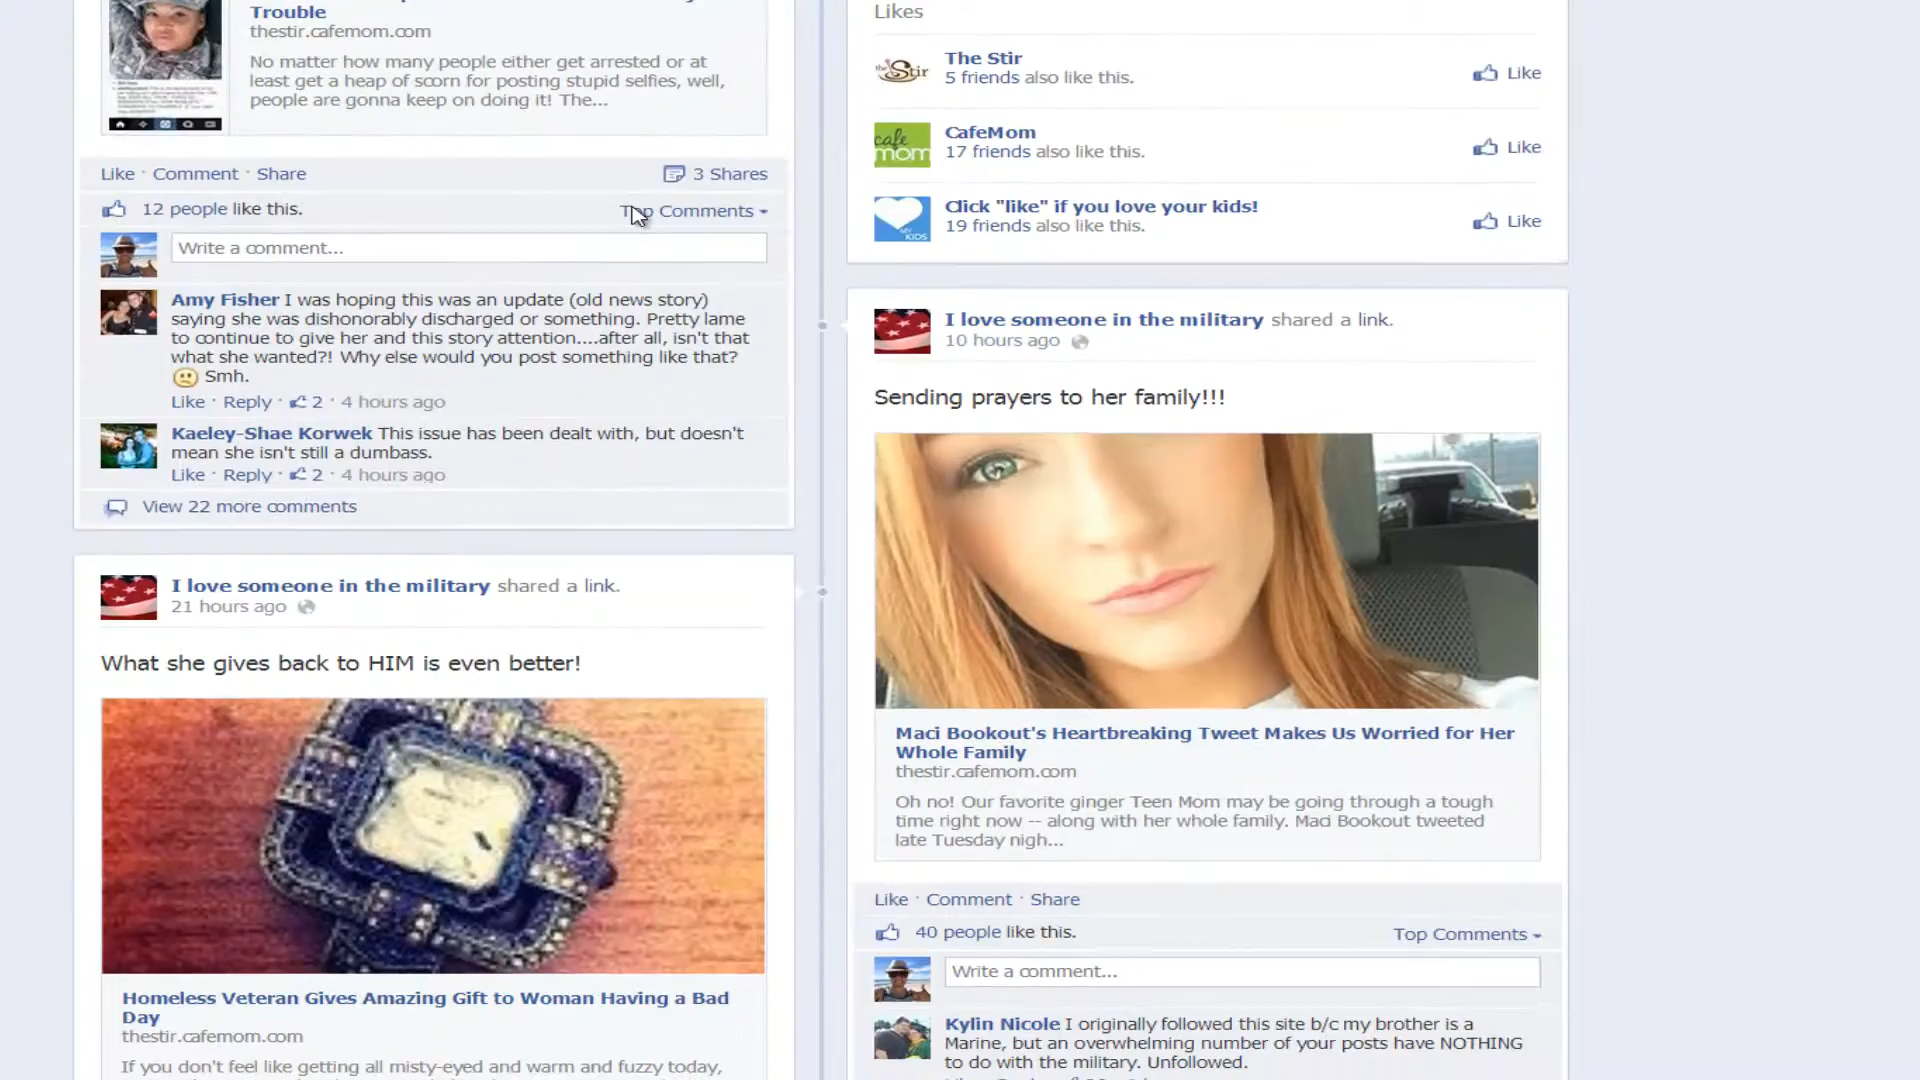 Trouble
thestir.cafemom.com
No matter how many people either get arrested or at
least get a heap of scorn for posting stupid selfies, well,
people are gonna keep on doing it! The...
Like · Comment · Share
3 Shares
12 people like this.
Top Comments
Write a comment...
Amy Fisher I was hoping this was an update (old news story)
saying she was dishonorably discharged or something. Pretty lame
to continue to give her and this story attention....after all, isn't that
what she wanted?! Why else would you post something like that?
Smh.
Like · Reply · 2 · 4 hours ago
Kaeley-Shae Korwek This issue has been dealt with, but doesn't
mean she isn't still a dumbass.
Like · Reply · 2 · 4 hours ago
View 22 more comments
I love someone in the military shared a link.
21 hours ago
What she gives back to HIM is even better!
Homeless Veteran Gives Amazing Gift to Woman Having a Bad
Day
thestir.cafemom.com
If you don't feel like getting all misty-eyed and warm and fuzzy today,
Likes
the Stir
The Stir
5 friends also like this.
Like
cafe
mom
CafeMom
17 friends also like this.
Like
MY
KIDS
Click "like" if you love your kids!
19 friends also like this.
Like
I love someone in the military shared a link.
10 hours ago
Sending prayers to her family!!!
Maci Bookout's Heartbreaking Tweet Makes Us Worried for Her
Whole Family
thestir.cafemom.com
Oh no! Our favorite ginger Teen Mom may be going through a tough
time right now -- along with her whole family. Maci Bookout tweeted
late Tuesday nigh...
Like · Comment · Share
40 people like this.
Top Comments
Write a comment...
Kylin Nicole I originally followed this site b/c my brother is a
Marine, but an overwhelming number of your posts have NOTHING
to do with the military. Unfollowed.